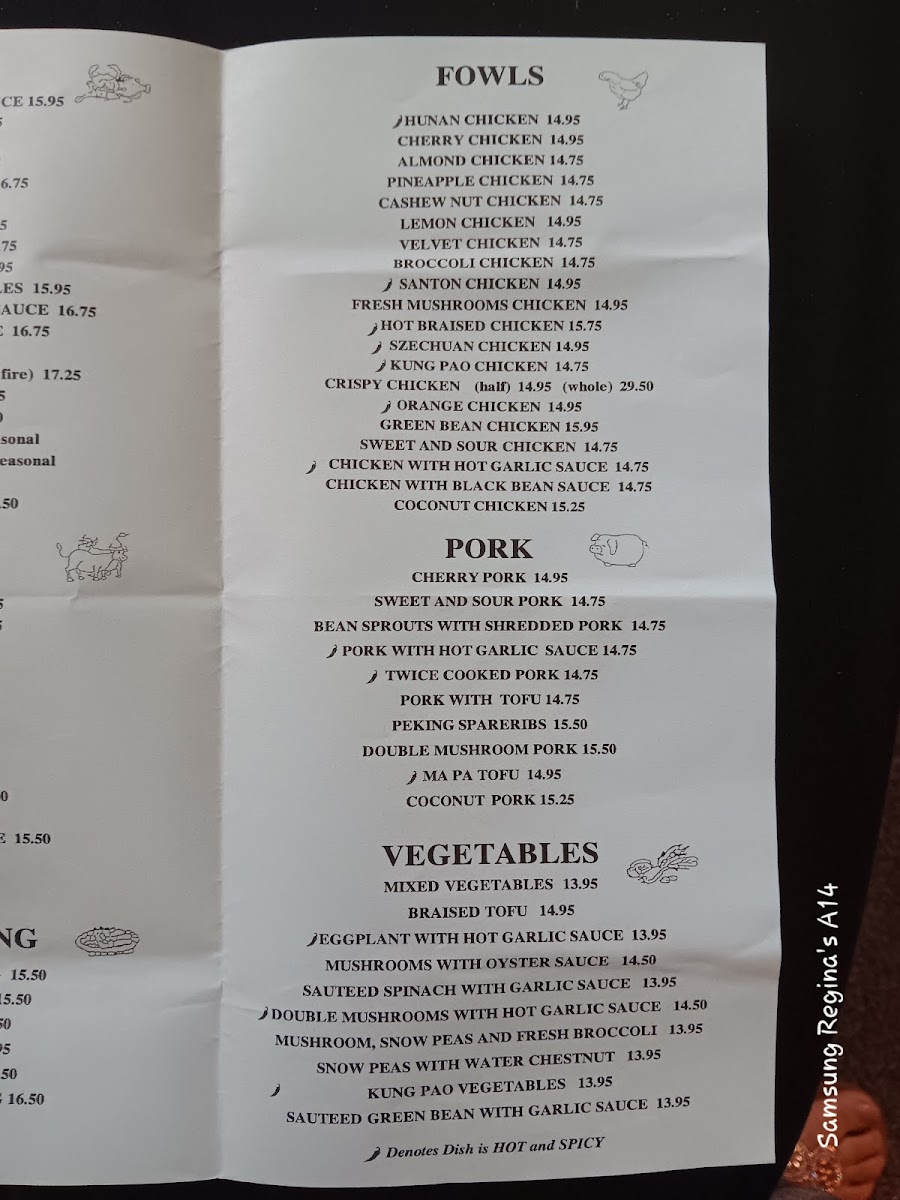 CE 15.95
6.75
75
95
ES 15.95
AUCE 16.75
16.75
fire) 17.25
sonal
easonal
.50
15.50
NG
15.50
15.50
50
95
50
16.50
FOWLS
HUNAN CHICKEN 14.95
CHERRY CHICKEN 14.95
ALMOND CHICKEN 14.75
PINEAPPLE CHICKEN 14.75
CASHEW NUT CHICKEN 14.75
LEMON CHICKEN 14.95
VELVET CHICKEN 14.75
BROCCOLI CHICKEN 14.75
SANTON CHICKEN 14.95
FRESH MUSHROOMS CHICKEN 14.95
HOT BRAISED CHICKEN 15.75
SZECHUAN CHICKEN 14.95
KUNG PAO CHICKEN 14.75
CRISPY CHICKEN (half) 14.95 (whole) 29.50
ORANGE CHICKEN 14.95
GREEN BEAN CHICKEN 15.95
SWEET AND SOUR CHICKEN 14.75
CHICKEN WITH HOT GARLIC SAUCE 14.75
CHICKEN WITH BLACK BEAN SAUCE 14.75
COCONUT CHICKEN 15.25
PORK
CHERRY PORK 14.95
SWEET AND SOUR PORK 14.75
BEAN SPROUTS WITH SHREDDED PORK 14.75
PORK WITH HOT GARLIC SAUCE 14.75
TWICE COOKED PORK 14.75
PORK WITH TOFU 14.75
PEKING SPARERIBS 15.50
DOUBLE MUSHROOM PORK 15.50
MA PA TOFU 14.95
COCONUT PORK 15.25
VEGETABLES
MIXED VEGETABLES 13.95
BRAISED TOFU 14.95
EGGPLANT WITH HOT GARLIC SAUCE 13.95
MUSHROOMS WITH OYSTER SAUCE 14.50
SAUTEED SPINACH WITH GARLIC SAUCE 13.95
DOUBLE MUSHROOMS WITH HOT GARLIC SAUCE 14.50
MUSHROOM, SNOW PEAS AND FRESH BROCCOLI 13.95
SNOW PEAS WITH WATER CHESTNUT 13.95
KUNG PAO VEGETABLES 13.95
SAUTEED GREEN BEAN WITH GARLIC SAUCE 13.95
Denotes Dish is HOT and SPICY
Samsung Regina's A14